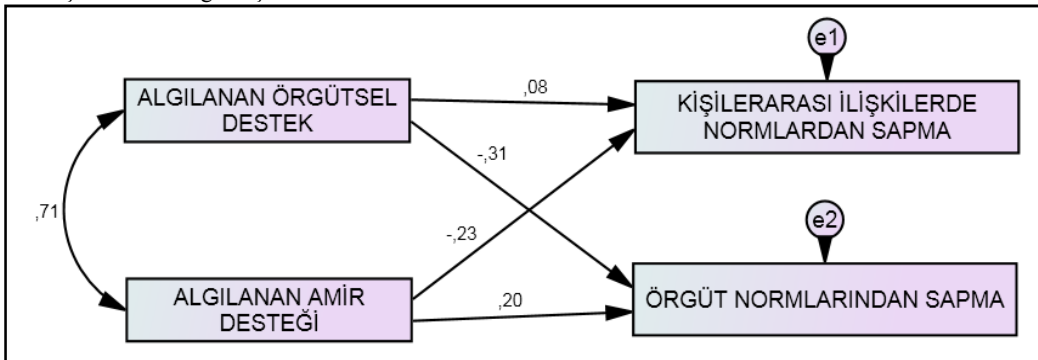 e1
ALGILANAN ÖRGÜTSEL
DESTEK
,08
KİŞİLERARASI İLİŞKİLERDE
NORMLARDAN SAPMA
-,31
,71
-,23
e2
ALGILANAN AMİR
DESTEĞİ
,20
ÖRGÜT NORMLARINDAN SAPMA